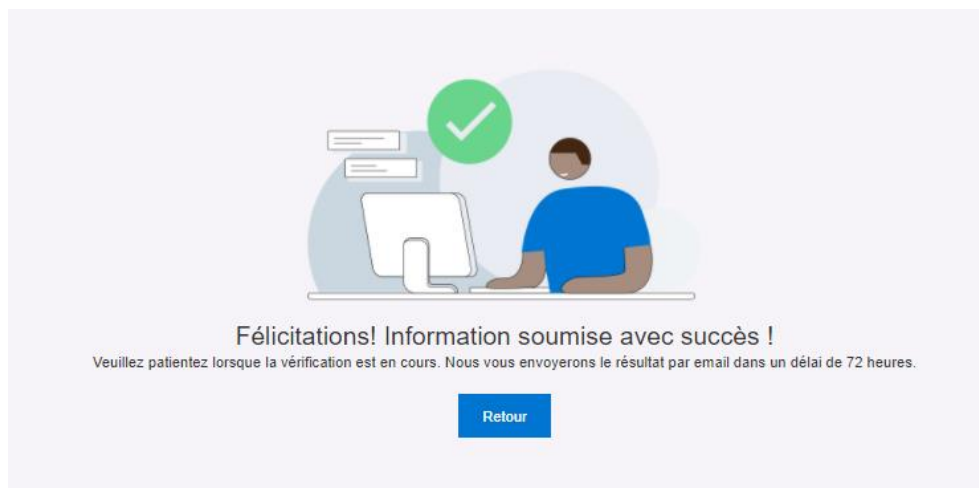 Félicitations! Information soumise avec succès !
Veuillez patientez lorsque la vérification est en cours. Nous vous envoyerons le résultat par email dans un délai de 72 heures.
Retour